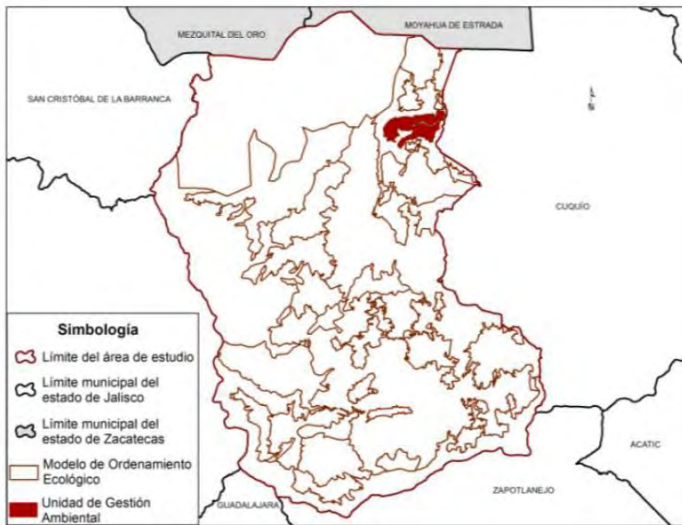 MEZQUITAL DEL ORO
MOYAHUA DE ESTRADA
SAN CRISTÓBAL DE LA BARRANCA
CUQUÍO
Simbología
Límite del área de estudio
Límite municipal del
estado de Jalisco
Límite municipal del
estado de Zacatecas
Modelo de Ordenamiento
Ecológico
Unidad de Gestión
Ambiental
GUADALAJARA
ZAPOTLANEJO
ACATIC